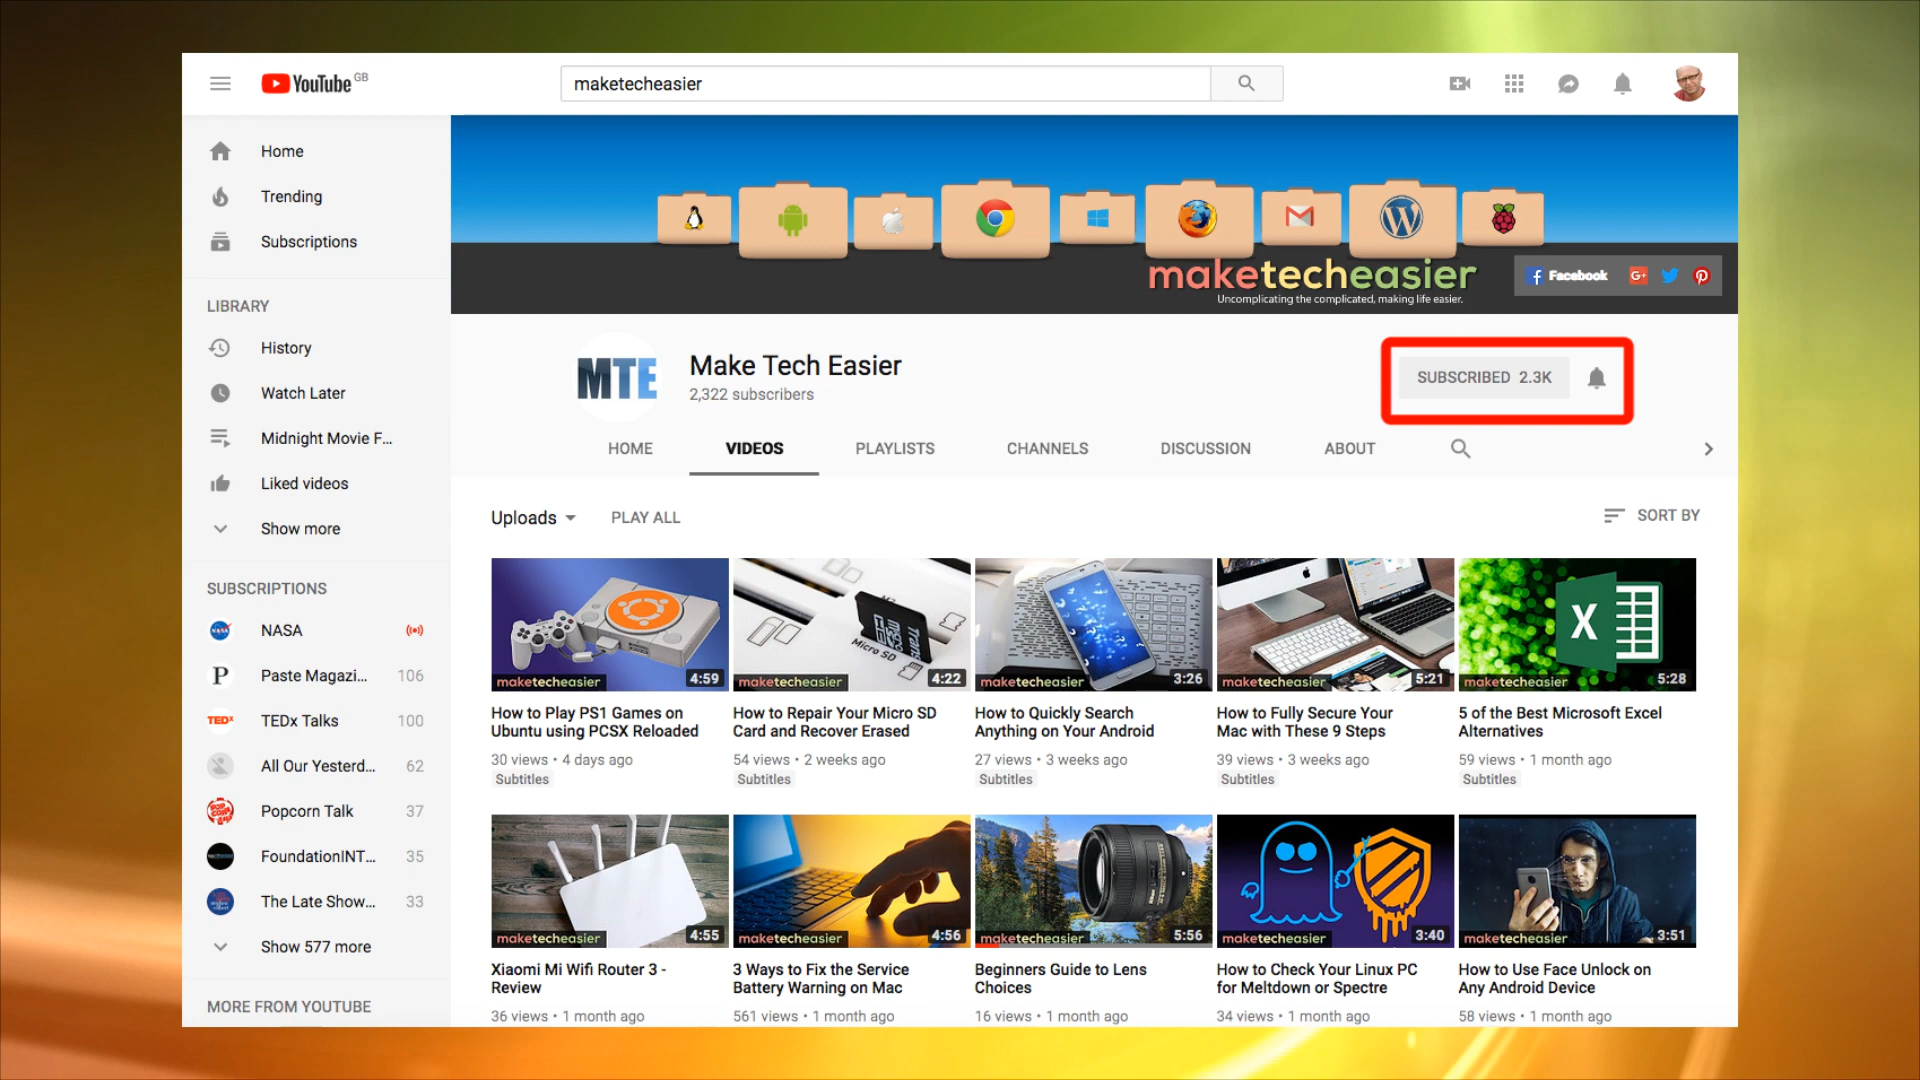 YouTube GB
maketecheasier
Home
Trending
Subscriptions
LIBRARY
History
Watch Later
Midnight Movie F...
Liked videos
Show more
SUBSCRIPTIONS
NASA
Paste Magazi... 106
TEDx Talks 100
All Our Yesterd... 62
Popcorn Talk 37
FoundationINT... 35
The Late Show... 33
Show 577 more
MORE FROM YOUTUBE
maketecheasier
Uncomplicating the complicated, making life easier.
Facebook
G+
MTE
Make Tech Easier
2,322 subscribers
SUBSCRIBED 2.3K
HOME VIDEOS PLAYLISTS CHANNELS DISCUSSION ABOUT
Uploads PLAY ALL
SORT BY
maketecheasier 4:59
How to Play PS1 Games on
Ubuntu using PCSX Reloaded
30 views • 4 days ago
Subtitles
Micro SD
maketecheasier 4:22
How to Repair Your Micro SD
Card and Recover Erased
54 views • 2 weeks ago
Subtitles
maketecheasier 3:26
How to Quickly Search
Anything on Your Android
27 views • 3 weeks ago
Subtitles
maketecheasier 5:21
How to Fully Secure Your
Mac with These 9 Steps
39 views • 3 weeks ago
Subtitles
X
maketecheasier 5:28
5 of the Best Microsoft Excel
Alternatives
59 views • 1 month ago
Subtitles
maketecheasier 4:55
Xiaomi Mi Wifi Router 3 -
Review
36 views • 1 month ago
maketecheasier 4:56
3 Ways to Fix the Service
Battery Warning on Mac
561 views • 1 month ago
maketecheasier 5:56
Beginners Guide to Lens
Choices
16 views • 1 month ago
maketecheasier 3:40
How to Check Your Linux PC
for Meltdown or Spectre
34 views • 1 month ago
maketecheasier 3:51
How to Use Face Unlock on
Any Android Device
58 views • 1 month ago